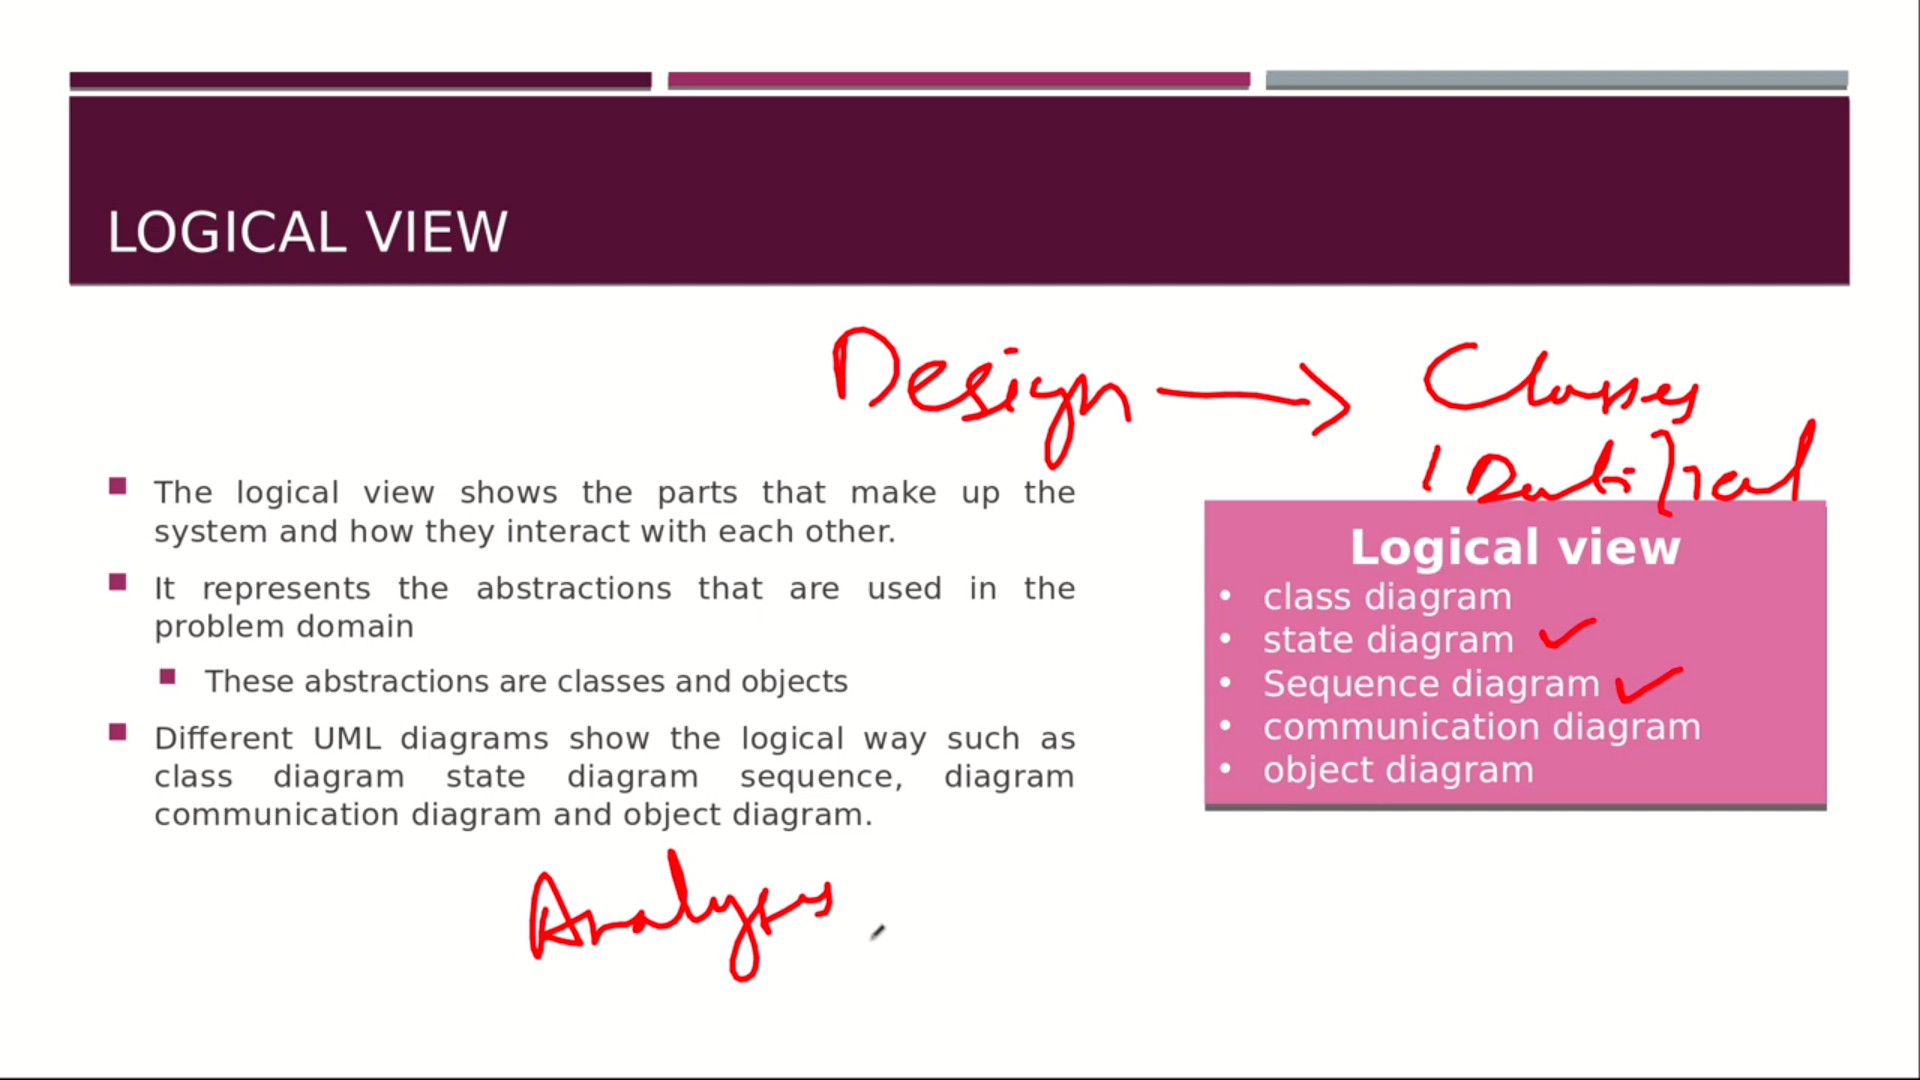 LOGICAL VIEW
Design → Classes
Identified
The logical view shows the parts that make up the
system and how they interact with each other.
It represents the abstractions that are used in the
problem domain
These abstractions are classes and objects
Different UML diagrams show the logical way such as
class diagram state diagram sequence, diagram
communication diagram and object diagram.
Logical view
• class diagram
• state diagram ✓
• Sequence diagram ✓
• communication diagram
• object diagram
Analysis